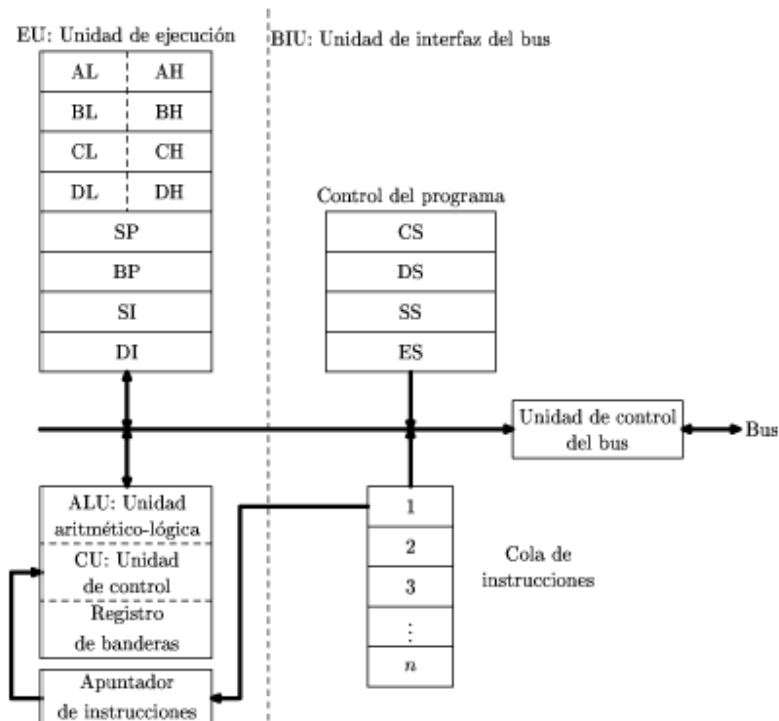 EU: Unidad de ejecución
BIU: Unidad de interfaz del bus
AL AH
BL BH
CL CH
DL DH
SP
BP
SI
DI
Control del programa
CS
DS
SS
ES
Unidad de control
del bus
Bus
ALU: Unidad
aritmético-lógica
CU: Unidad
de control
Registro
de banderas
Apuntador
de instrucciones
1
2
3
⋮
n
Cola de
instrucciones